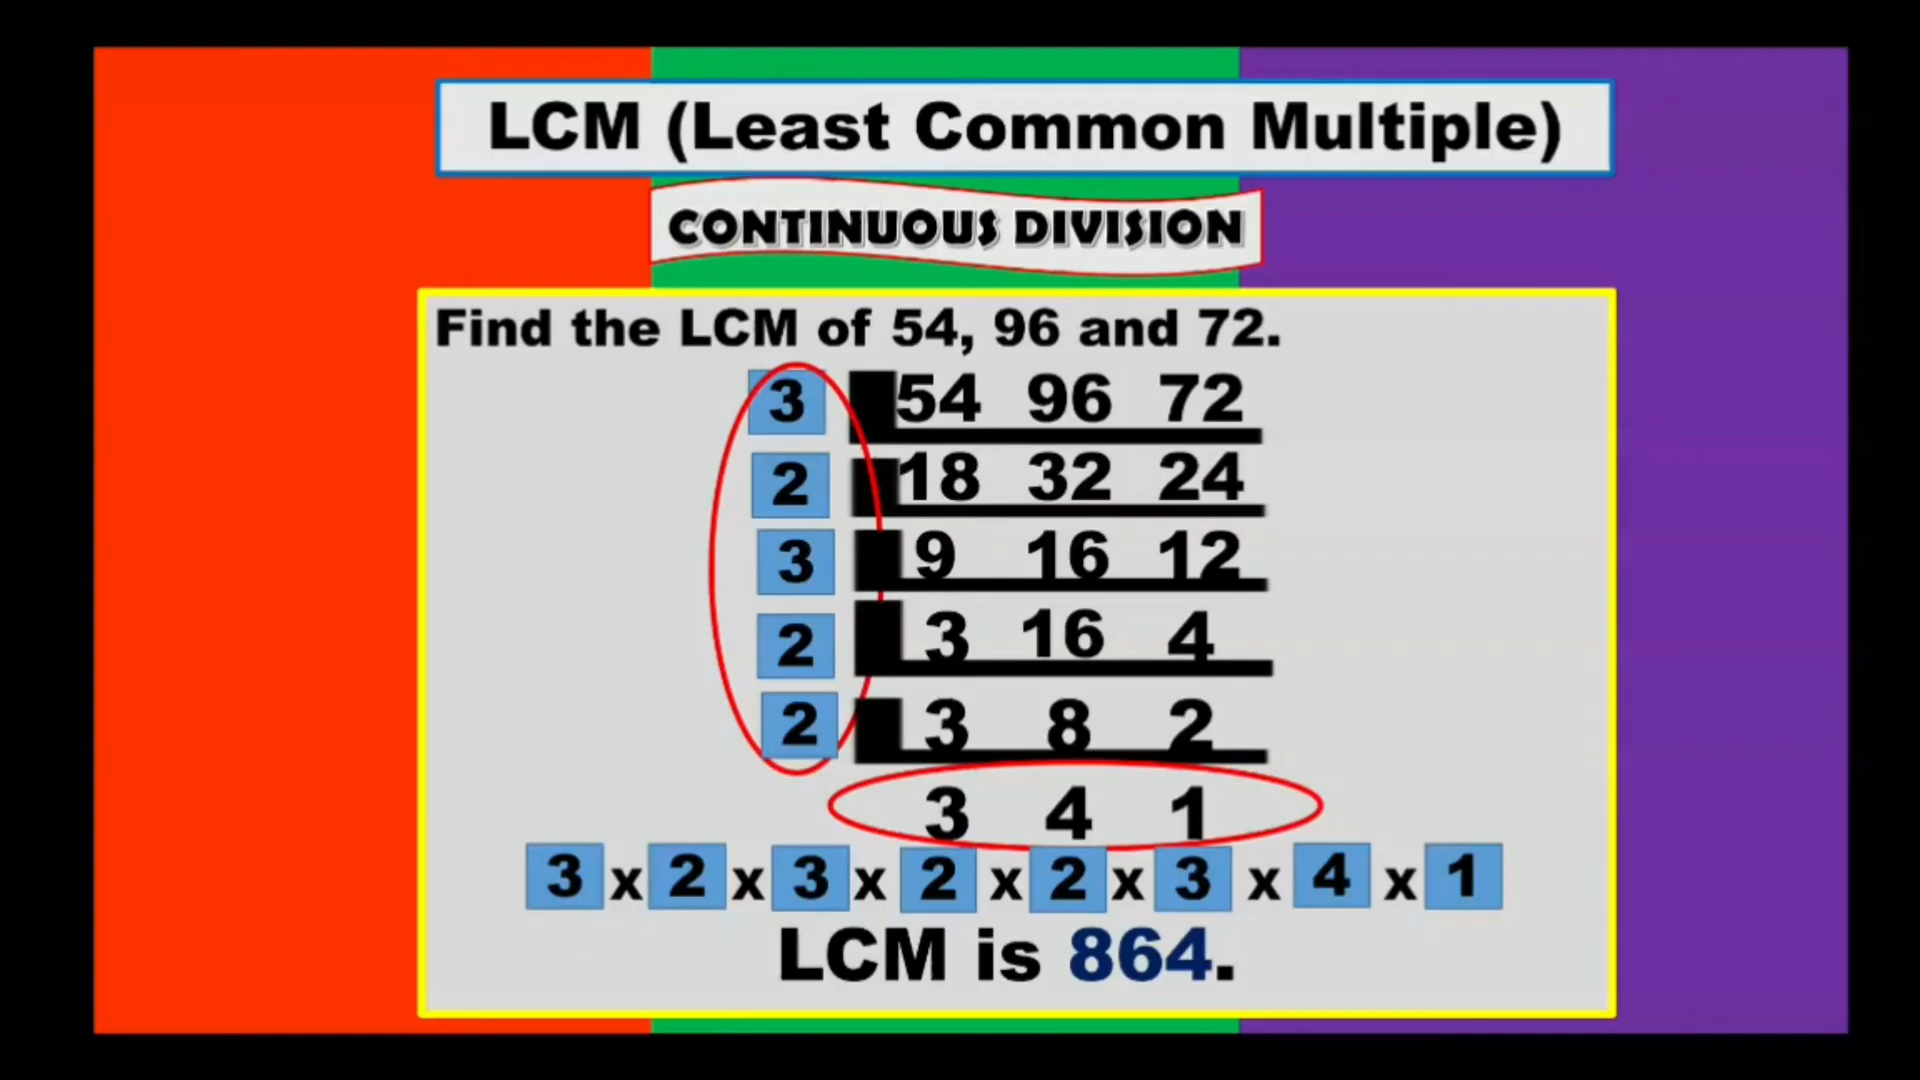 LCM (Least Common Multiple)
CONTINUOUS DIVISION
Find the LCM of 54, 96 and 72.
3 54 96 72
2 18 32 24
3 9 16 12
2 3 16 4
2 3 8 2
3 4 1
3 x 2 x 3 x 2 x 2 x 3 x 4 x 1
LCM is 864.